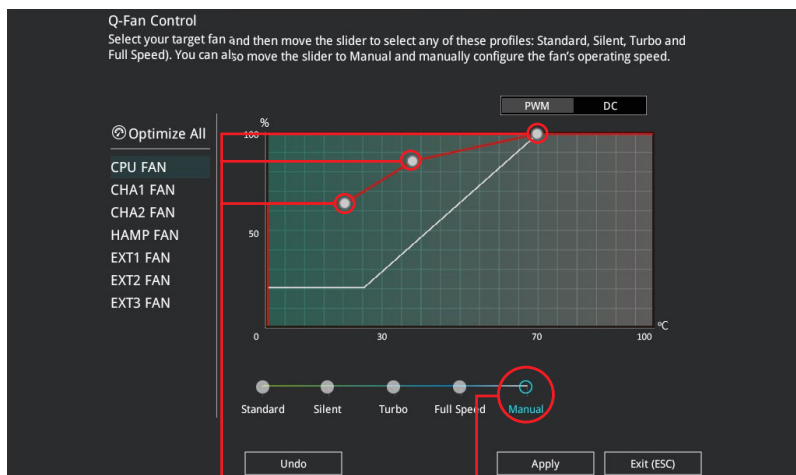 Q-Fan Control
Select your target fan and then move the slider to select any of these profiles: Standard, Silent, Turbo and
Full Speed). You can also move the slider to Manual and manually configure the fan's operating speed.
PWM DC
%
Optimize All
100
CPU FAN
CHA1 FAN
CHA2 FAN
HAMP FAN
50
EXT1 FAN
EXT2 FAN
EXT3 FAN
°C
0 30 70 100
Standard Silent Turbo Full Speed Manual
Undo Apply Exit (ESC)